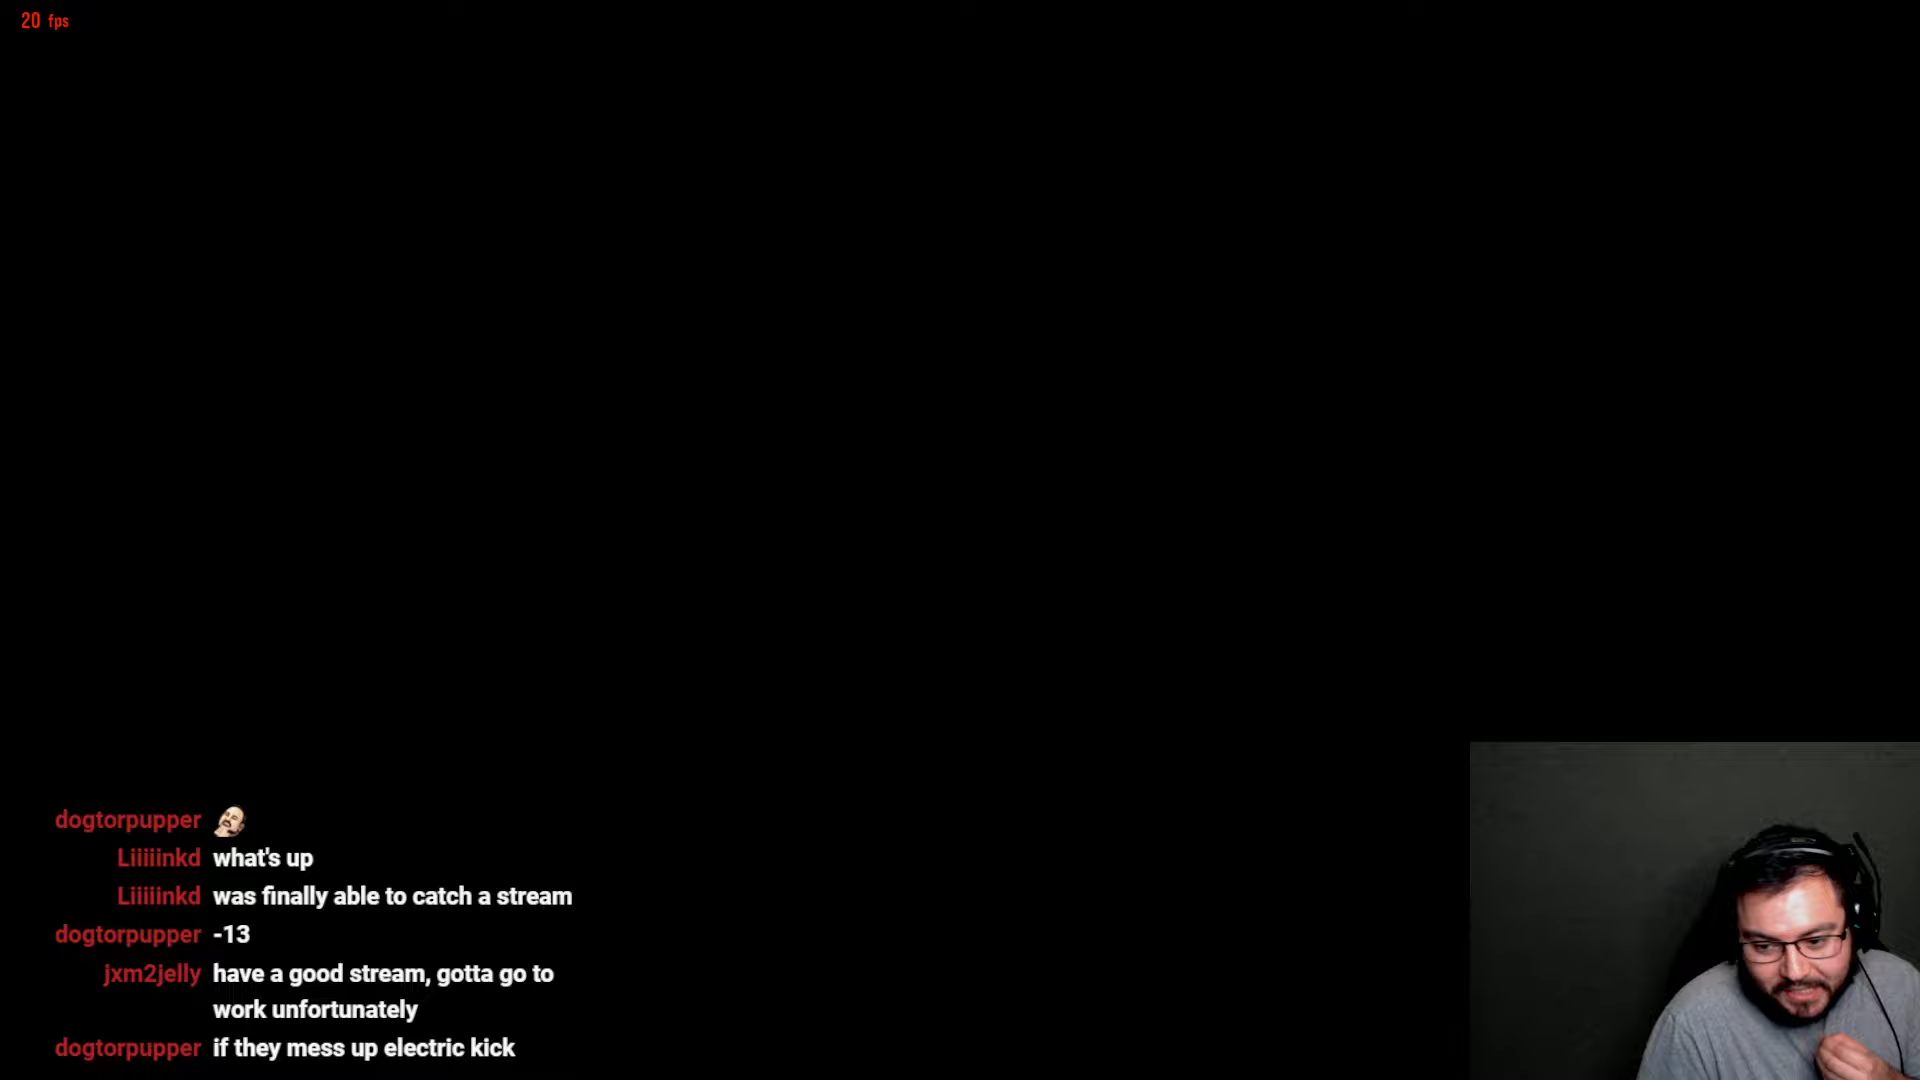 20 fps
dogtorpupper
Liiiiinkd what's up
Liiiiinkd was finally able to catch a stream
dogtorpupper -13
jxm2jelly have a good stream, gotta go to
work unfortunately
dogtorpupper if they mess up electric kick